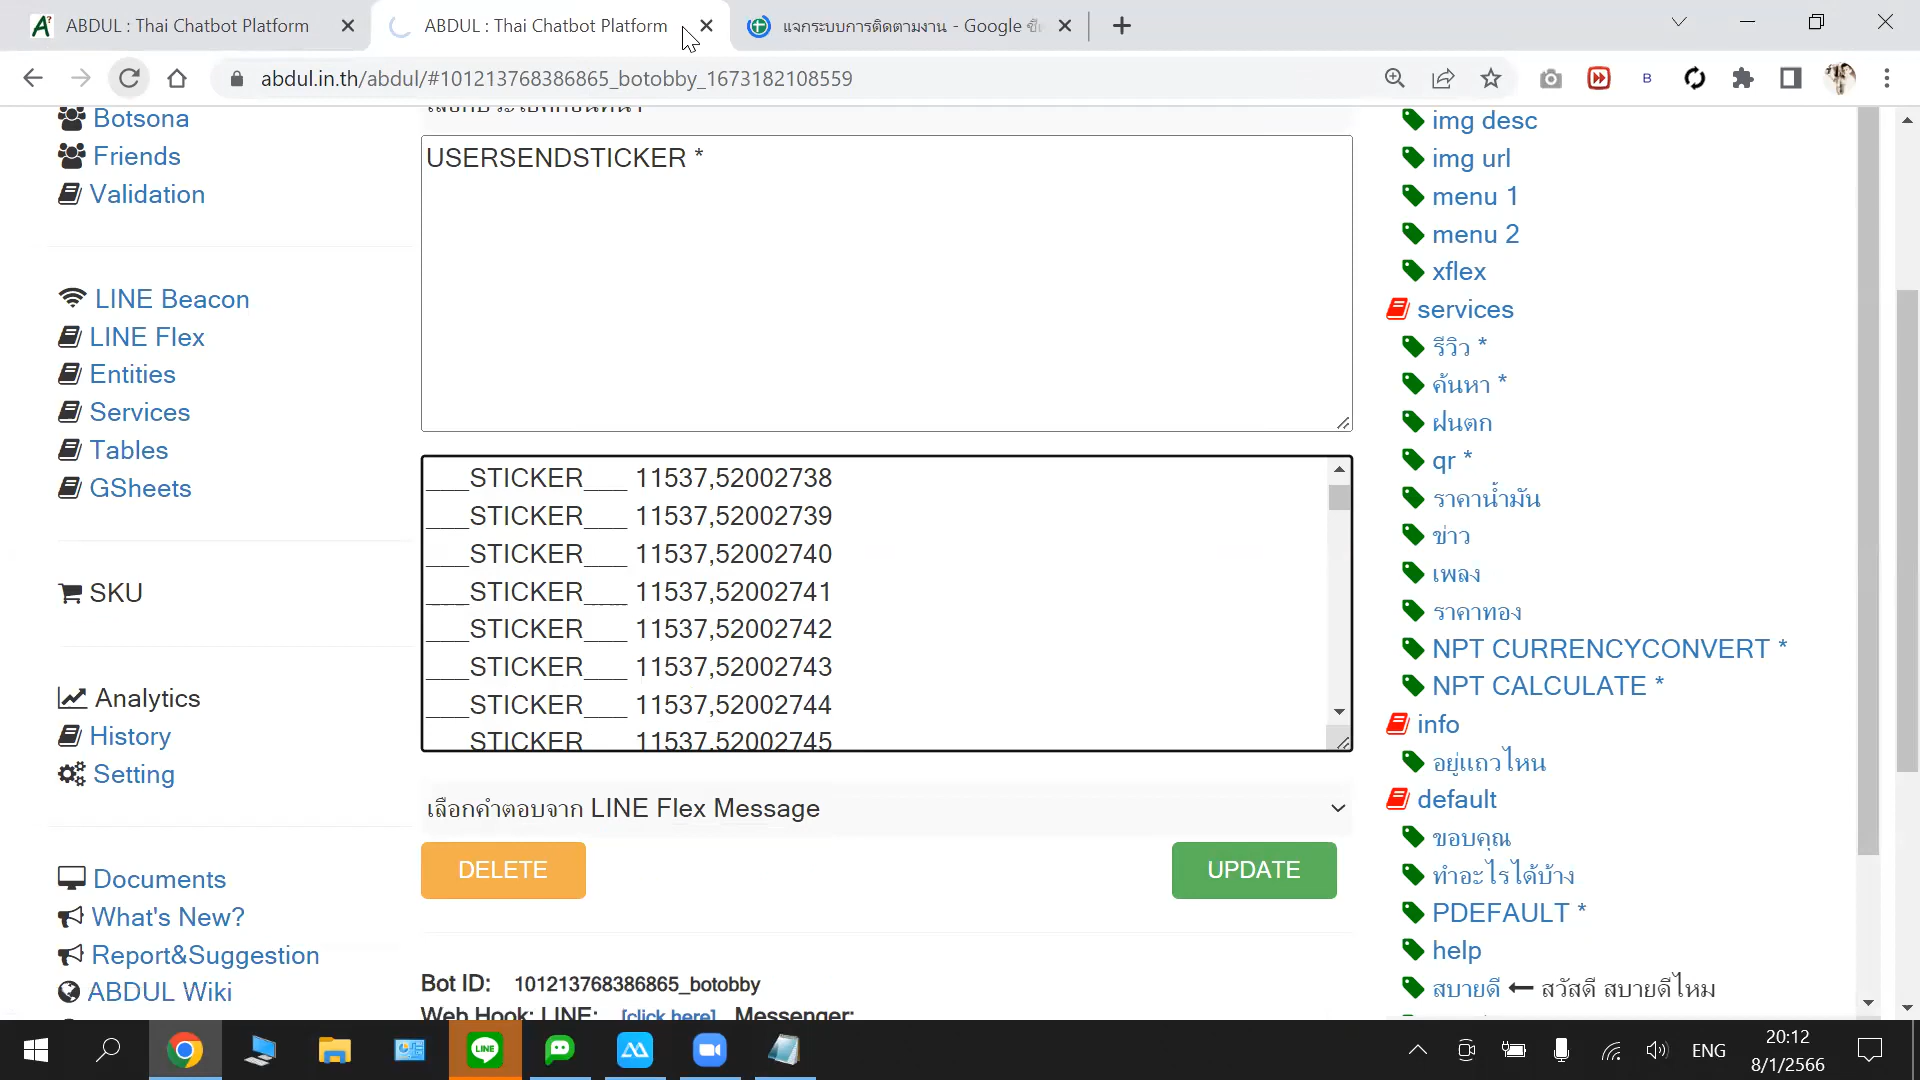 ABDUL : Thai Chatbot Platform
ABDUL : Thai Chatbot Platform
แจกระบบการติดตามงาน - Google ชี
abdul.in.th/abdul/#101213768386865_botobby_1673182108559
B
Botsona
Friends
Validation
LINE Beacon
LINE Flex
Entities
Services
Tables
GSheets
SKU
Analytics
History
Setting
Documents
What's New?
Report&Suggestion
ABDUL Wiki
USERSENDSTICKER *
___STICKER___ 11537,52002738
___STICKER___ 11537,52002739
___STICKER___ 11537,52002740
___STICKER___ 11537,52002741
___STICKER___ 11537,52002742
___STICKER___ 11537,52002743
___STICKER___ 11537,52002744
___STICKER___ 11537,52002745
เลือกคำตอบจาก LINE Flex Message
DELETE
UPDATE
Bot ID: 101213768386865_botobby
Web Hook: LINE: [click here] Messenger:
img desc
img url
menu 1
menu 2
xflex
services
รีวิว *
ค้นหา *
ฝนตก
qr *
ราคาน้ำมัน
ข่าว
เพลง
ราคาทอง
NPT CURRENCYCONVERT *
NPT CALCULATE *
info
อยู่แถวไหน
default
ขอบคุณ
ทำอะไรได้บ้าง
PDEFAULT *
help
สบายดี ← สวัสดี สบายดีไหม
LINE
ENG
20:12
8/1/2566